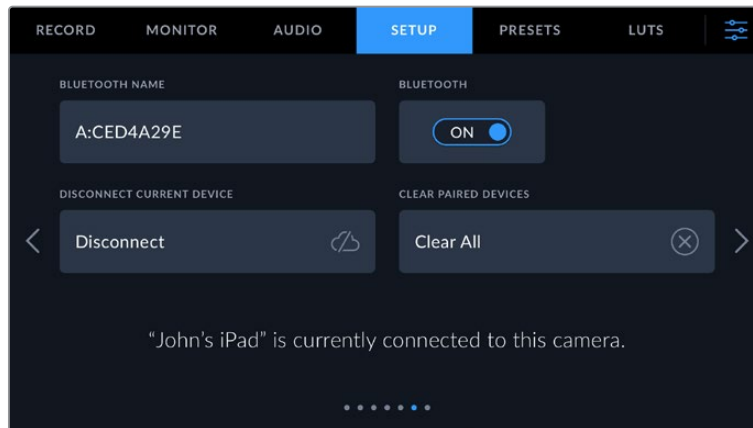 RECORD MONITOR AUDIO SETUP PRESETS LUTS
BLUETOOTH NAME BLUETOOTH
A:CED4A29E ON
DISCONNECT CURRENT DEVICE CLEAR PAIRED DEVICES
Disconnect Clear All
“John’s iPad” is currently connected to this camera.